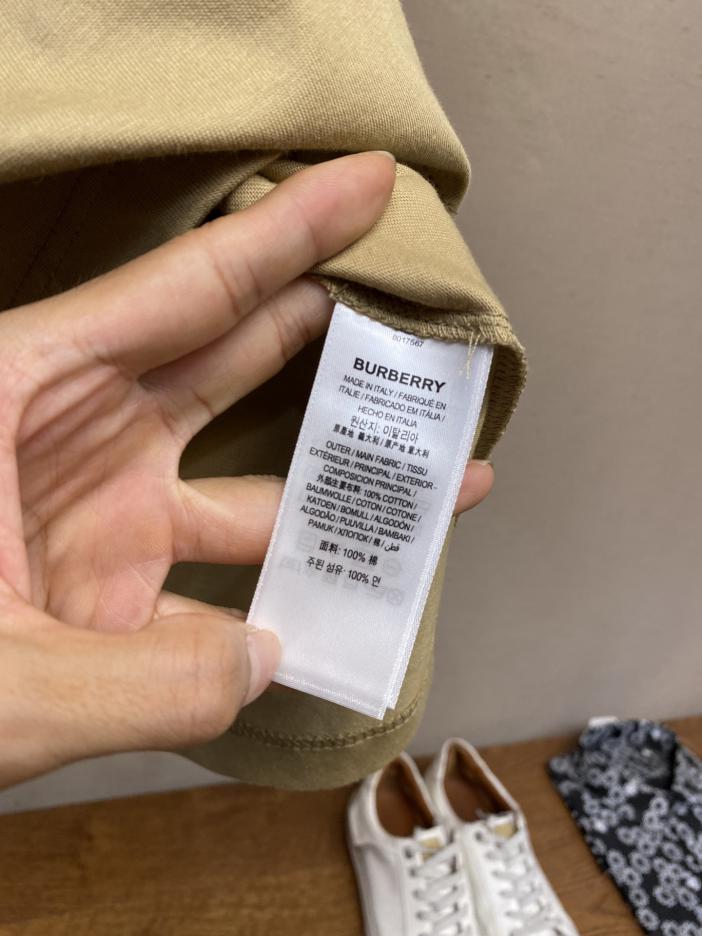 8017567
BURBERRY
MADE IN ITALY / FABRIQUÉ EN
ITALIE / FABRICADO EM ITÁLIA /
HECHO EN ITALIA
원산지: 이탈리아
原產地 義大利 / 原产地 意大利
OUTER / MAIN FABRIC / TISSU
EXTÉRIEUR / PRINCIPAL / EXTERIOR -
COMPOSICION PRINCIPAL /
外部主要布料: 100% COTTON /
BAUMWOLLE / COTON / COTONE /
KATOEN / BOMULL / ALGODÓN /
ALGODÃO / PUUVILLA / BAMBAKI /
PAMUK / ХЛОПОК / 棉 / قطن
面料: 100% 棉
주된 섬유: 100% 면